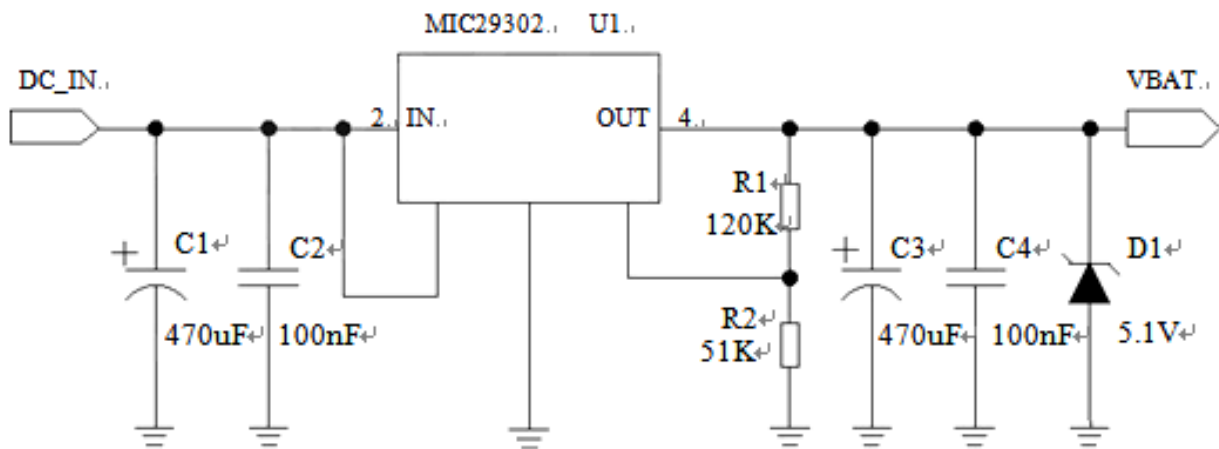 MIC29302 U1
DC_IN
VBAT
2 IN
OUT 4
R1
120K
+ C1
C2
+ C3
C4
D1
R2
51K
470uF
100nF
470uF
100nF
5.1V